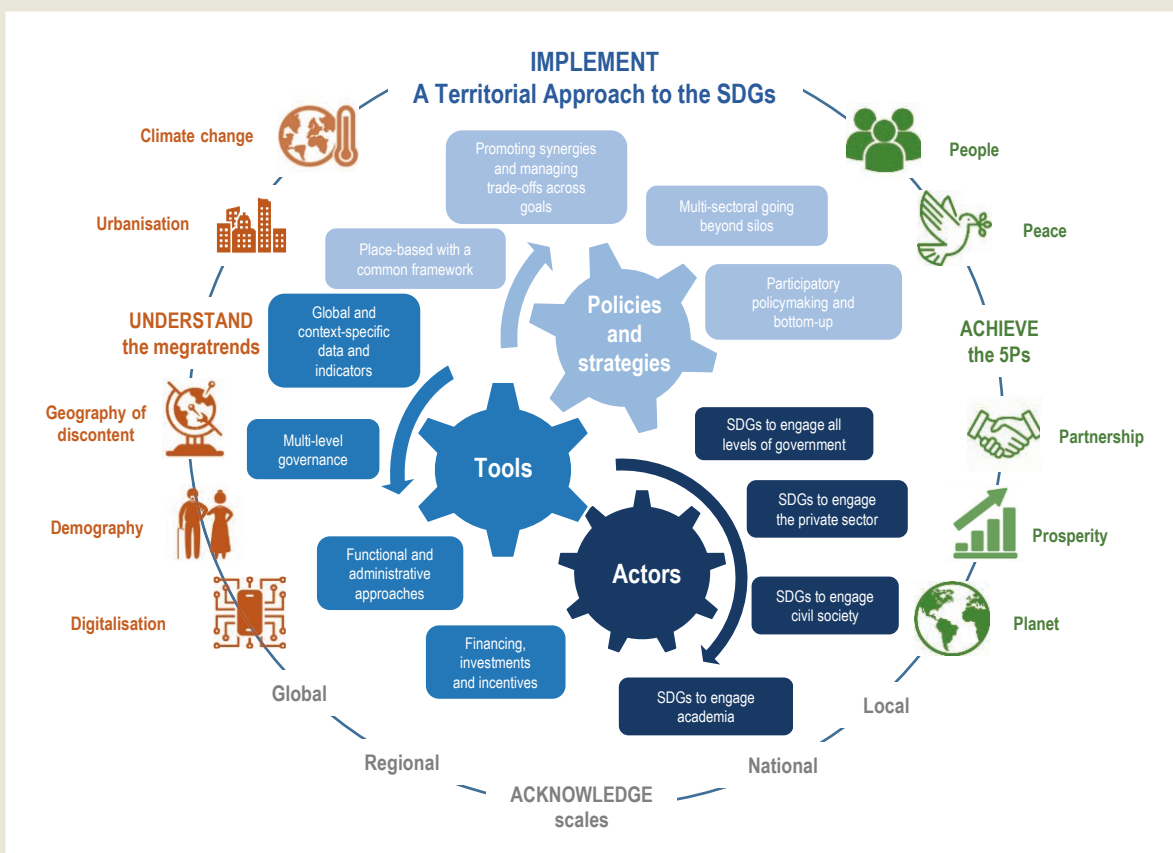 IMPLEMENT
A Territorial Approach to the SDGs
Climate change
Urbanisation
UNDERSTAND
the megatrends
Geography of
discontent
Demography
Digitalisation
Promoting synergies
and managing
trade-offs across
goals
Multi-sectoral going
beyond silos
Place-based with a
common framework
Participatory
policymaking and
bottom-up
Policies
and
strategies
Global and
context-specific
data and
indicators
Multi-level
governance
Tools
Functional and
administrative
approaches
Financing,
investments
and incentives
SDGs to engage all
levels of government
SDGs to engage
the private sector
Actors
SDGs to engage
civil society
SDGs to engage
academia
People
Peace
ACHIEVE
the 5Ps
Partnership
Prosperity
Planet
Global
Regional
ACKNOWLEDGE
scales
National
Local